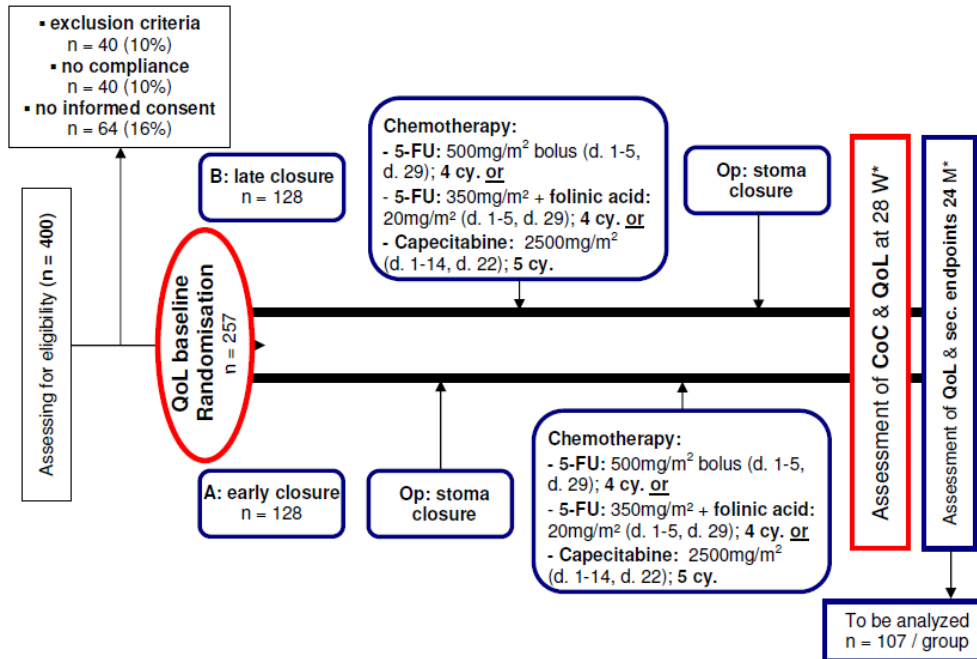 ▪ exclusion criteria
n = 40 (10%)
▪ no compliance
n = 40 (10%)
▪ no informed consent
n = 64 (16%)
Assessing for eligibility (n = 400)
QoL baseline
Randomisation
n = 257
B: late closure
n = 128
Chemotherapy:
- 5-FU: 500mg/m² bolus (d. 1-5,
d. 29); 4 cy. or
- 5-FU: 350mg/m² + folinic acid:
20mg/m² (d. 1-5, d. 29); 4 cy. or
- Capecitabine: 2500mg/m²
(d. 1-14, d. 22); 5 cy.
Op: stoma
closure
A: early closure
n = 128
Op: stoma
closure
Chemotherapy:
- 5-FU: 500mg/m² bolus (d. 1-5,
d. 29); 4 cy. or
- 5-FU: 350mg/m² + folinic acid:
20mg/m² (d. 1-5, d. 29); 4 cy. or
- Capecitabine: 2500mg/m²
(d. 1-14, d. 22); 5 cy.
Assessment of CoC & QoL at 28 W*
Assessment of QoL & sec. endpoints 24 M*
To be analyzed
n = 107 / group